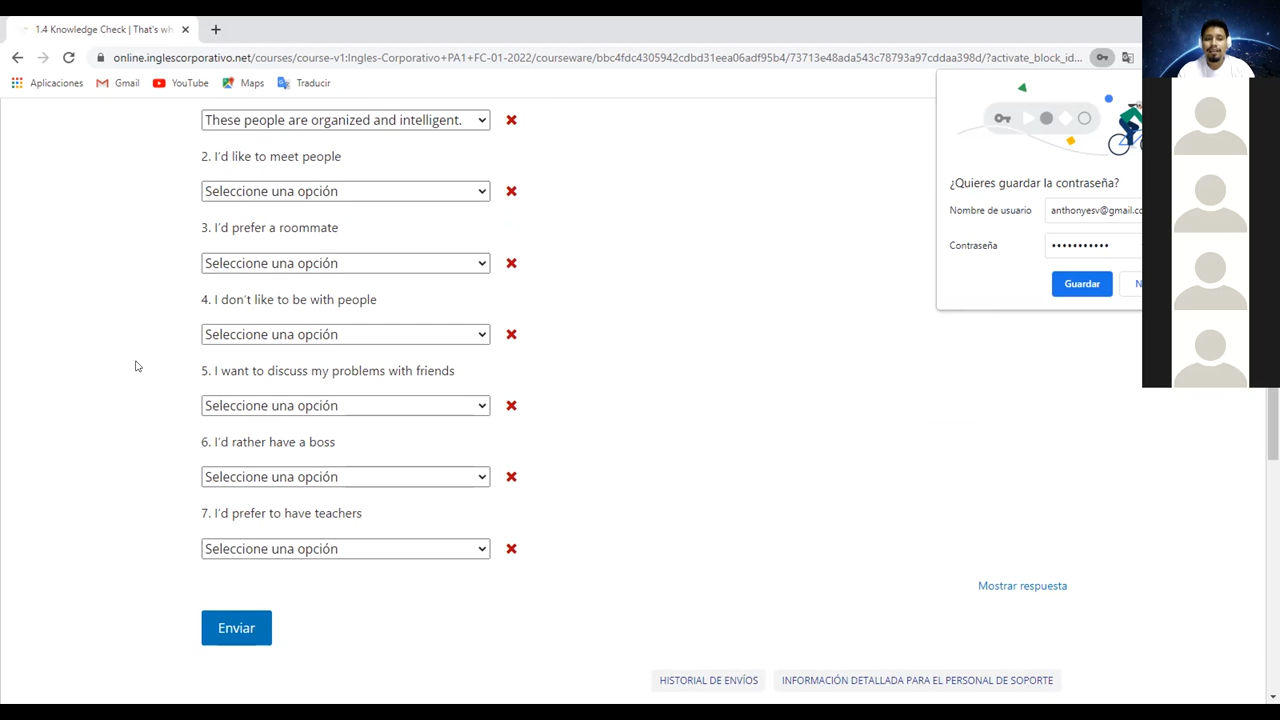 1.4 Knowledge Check | That's wh
online.inglescorporativo.net/courses/course-v1:Ingles-Corporativo+PA1+FC-01-2022/courseware/bbc4fdc4305942cdbd31eea06adf95b4/73713e48ada543c78793a97cddaa398d/?activate_block_id...
Aplicaciones Gmail YouTube Maps Traducir
These people are organized and intelligent.
2. I'd like to meet people
Seleccione una opción
3. I'd prefer a roommate
Seleccione una opción
4. I don't like to be with people
Seleccione una opción
5. I want to discuss my problems with friends
Seleccione una opción
6. I'd rather have a boss
Seleccione una opción
7. I'd prefer to have teachers
Seleccione una opción
Mostrar respuesta
Enviar
HISTORIAL DE ENVÍOS INFORMACIÓN DETALLADA PARA EL PERSONAL DE SOPORTE
¿Quieres guardar la contraseña?
Nombre de usuario anthonyesv@gmail.co
Contraseña •••••••••••
Guardar N